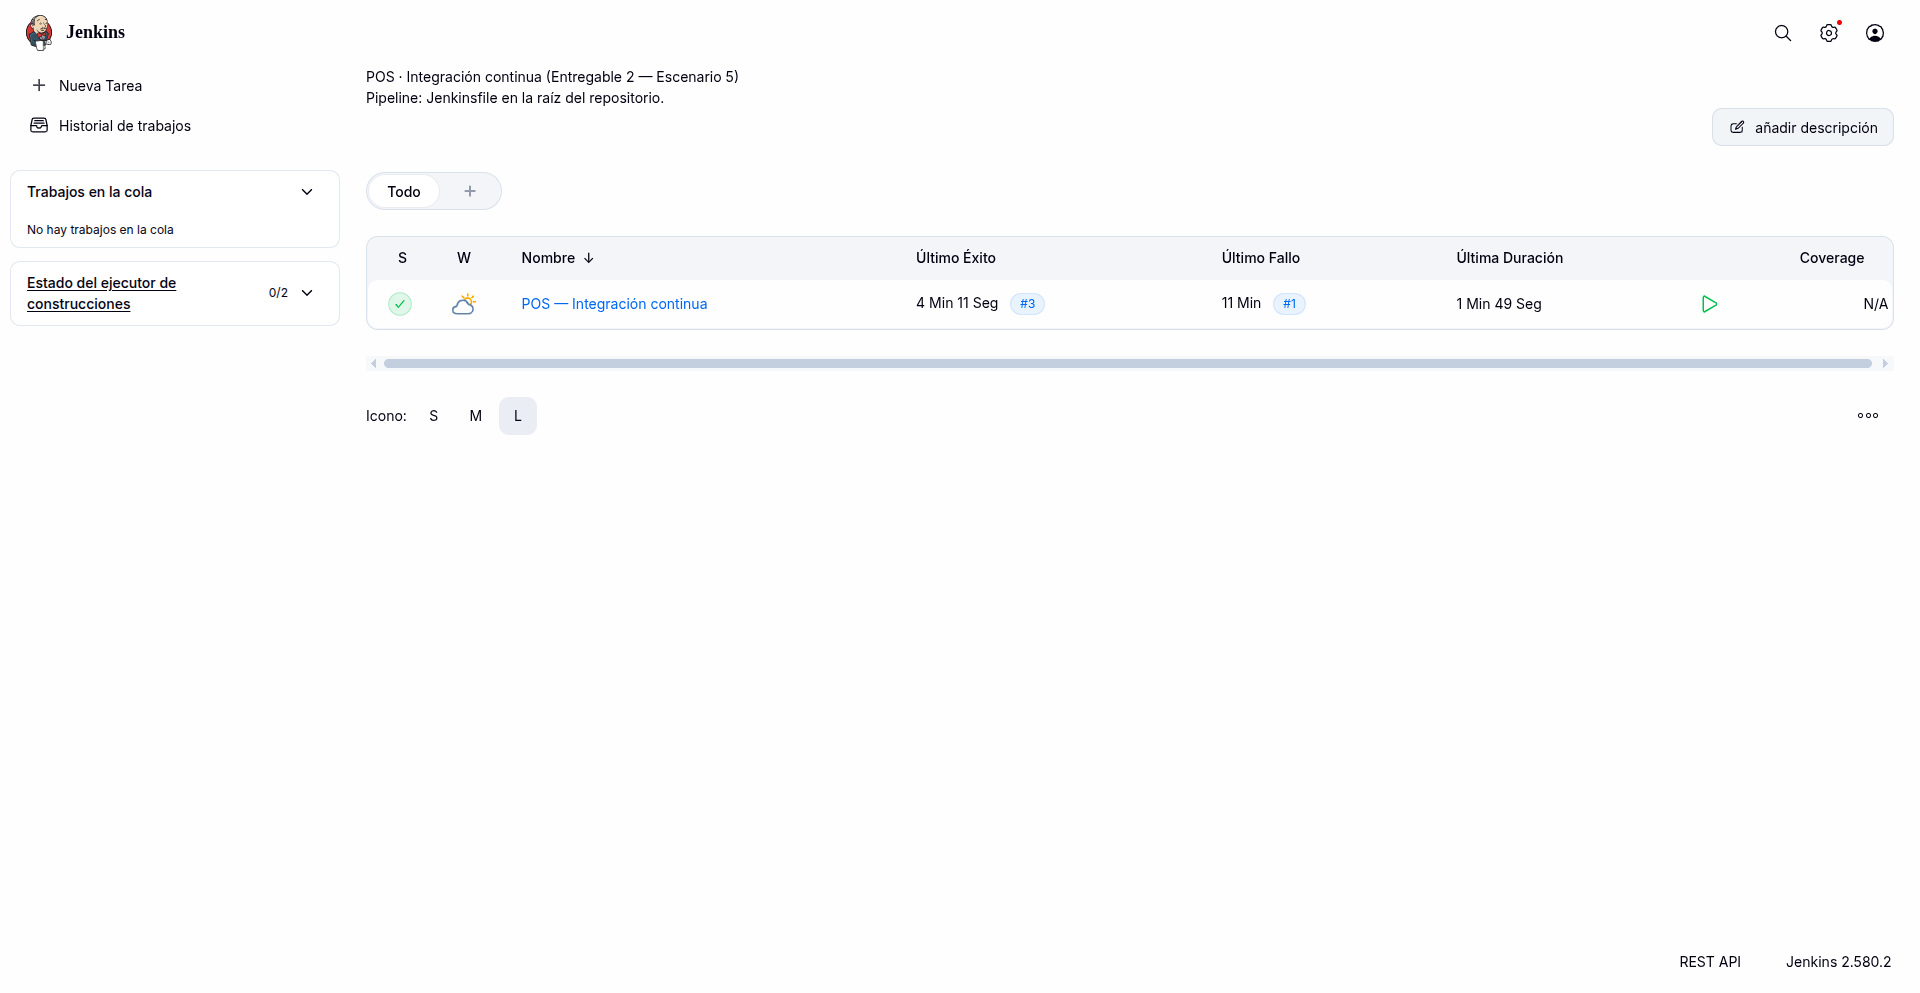 Jenkins
Nueva Tarea
Historial de trabajos
Trabajos en la cola
No hay trabajos en la cola
Estado del ejecutor de
construcciones
0/2
POS · Integración continua (Entregable 2 — Escenario 5)
Pipeline: Jenkinsfile en la raíz del repositorio.
añadir descripción
Todo
S W Nombre ↓ Último Éxito Último Fallo Última Duración Coverage
POS — Integración continua 4 Min 11 Seg #3 11 Min #1 1 Min 49 Seg N/A
Icono: S M L
REST API Jenkins 2.580.2